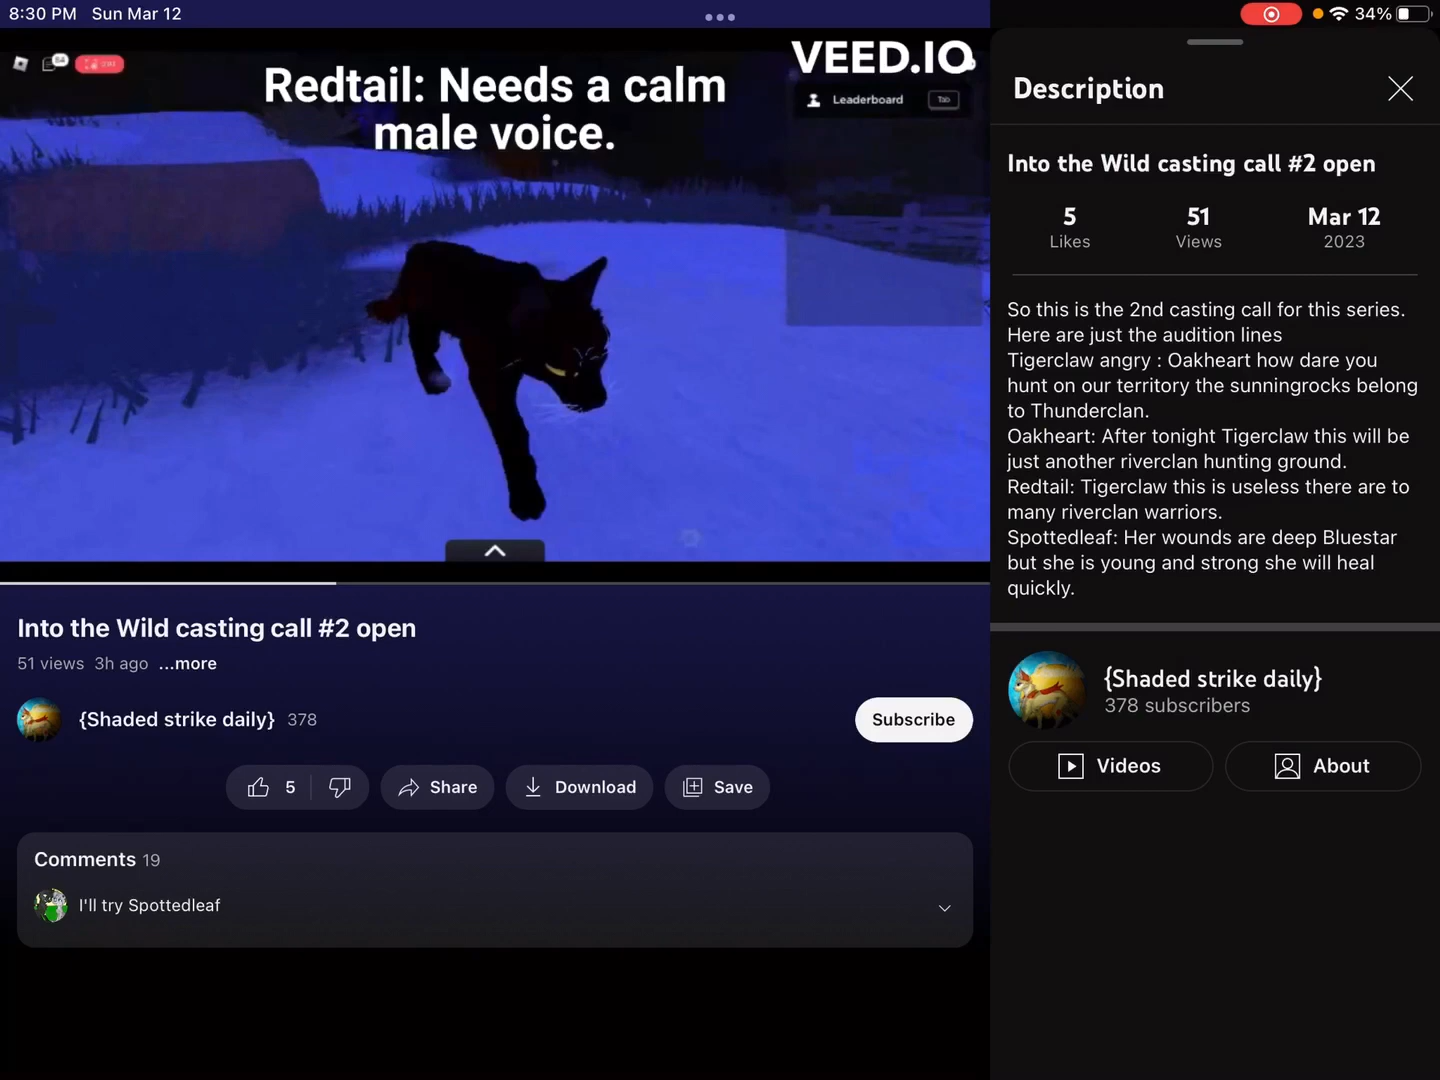 8:30 PM Sun Mar 12
34%
84
Redtail: Needs a calm
male voice.
VEED.IO
Leaderboard Tab
Into the Wild casting call #2 open
51 views 3h ago ...more
{Shaded strike daily} 378
Subscribe
5
Share
Download
Save
Comments 19
I'll try Spottedleaf
Description
Into the Wild casting call #2 open
5 51 Mar 12
Likes Views 2023
So this is the 2nd casting call for this series.
Here are just the audition lines
Tigerclaw angry : Oakheart how dare you
hunt on our territory the sunningrocks belong
to Thunderclan.
Oakheart: After tonight Tigerclaw this will be
just another riverclan hunting ground.
Redtail: Tigerclaw this is useless there are to
many riverclan warriors.
Spottedleaf: Her wounds are deep Bluestar
but she is young and strong she will heal
quickly.
{Shaded strike daily}
378 subscribers
Videos About